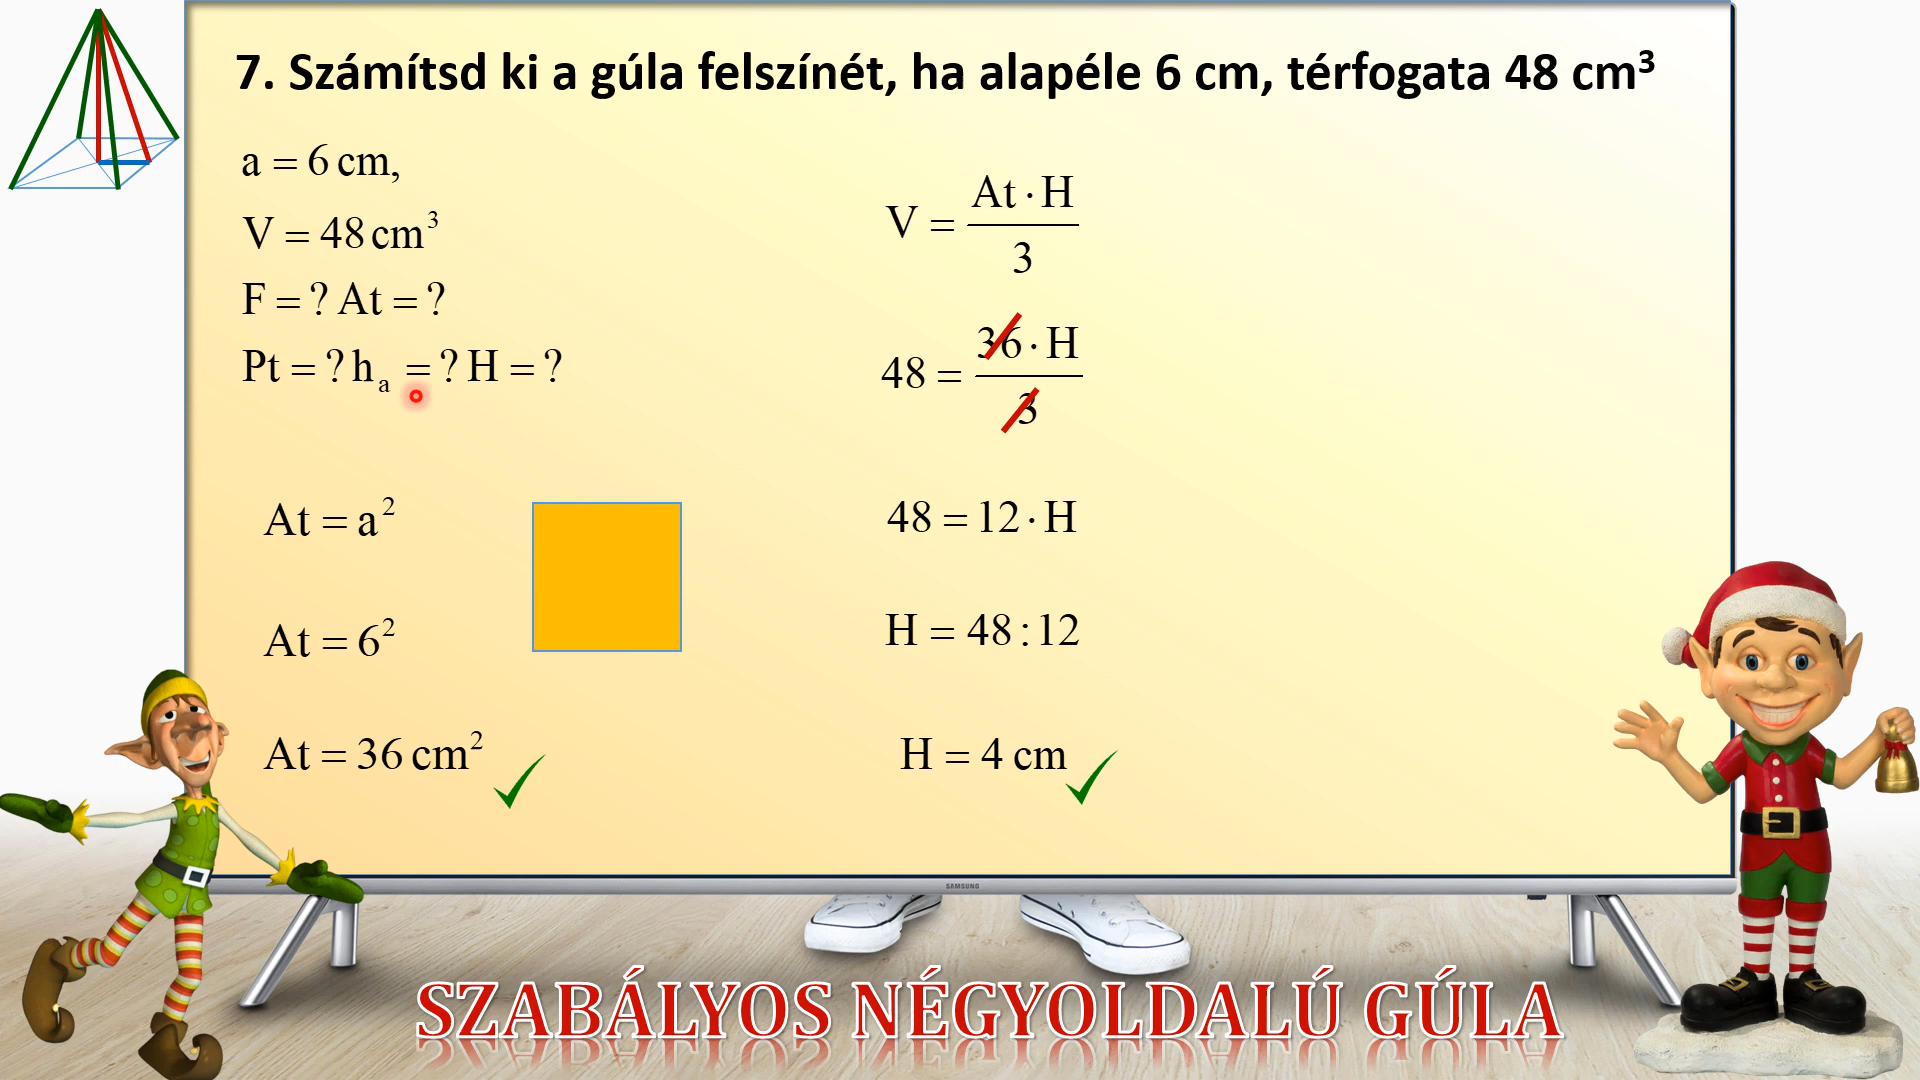 7. Számítsd ki a gúla felszínét, ha alapéle 6 cm, térfogata 48 cm³
a = 6 cm,
V = 48 cm³
F = ? At = ?
Pt = ? hₐ = ? H = ?
At = a²
At = 6²
At = 36 cm²
V = At · H / 3
48 = 36 · H / 3
48 = 12 · H
H = 48 : 12
H = 4 cm
SAMSUNG
SZABÁLYOS NÉGYOLDALÚ GÚLA